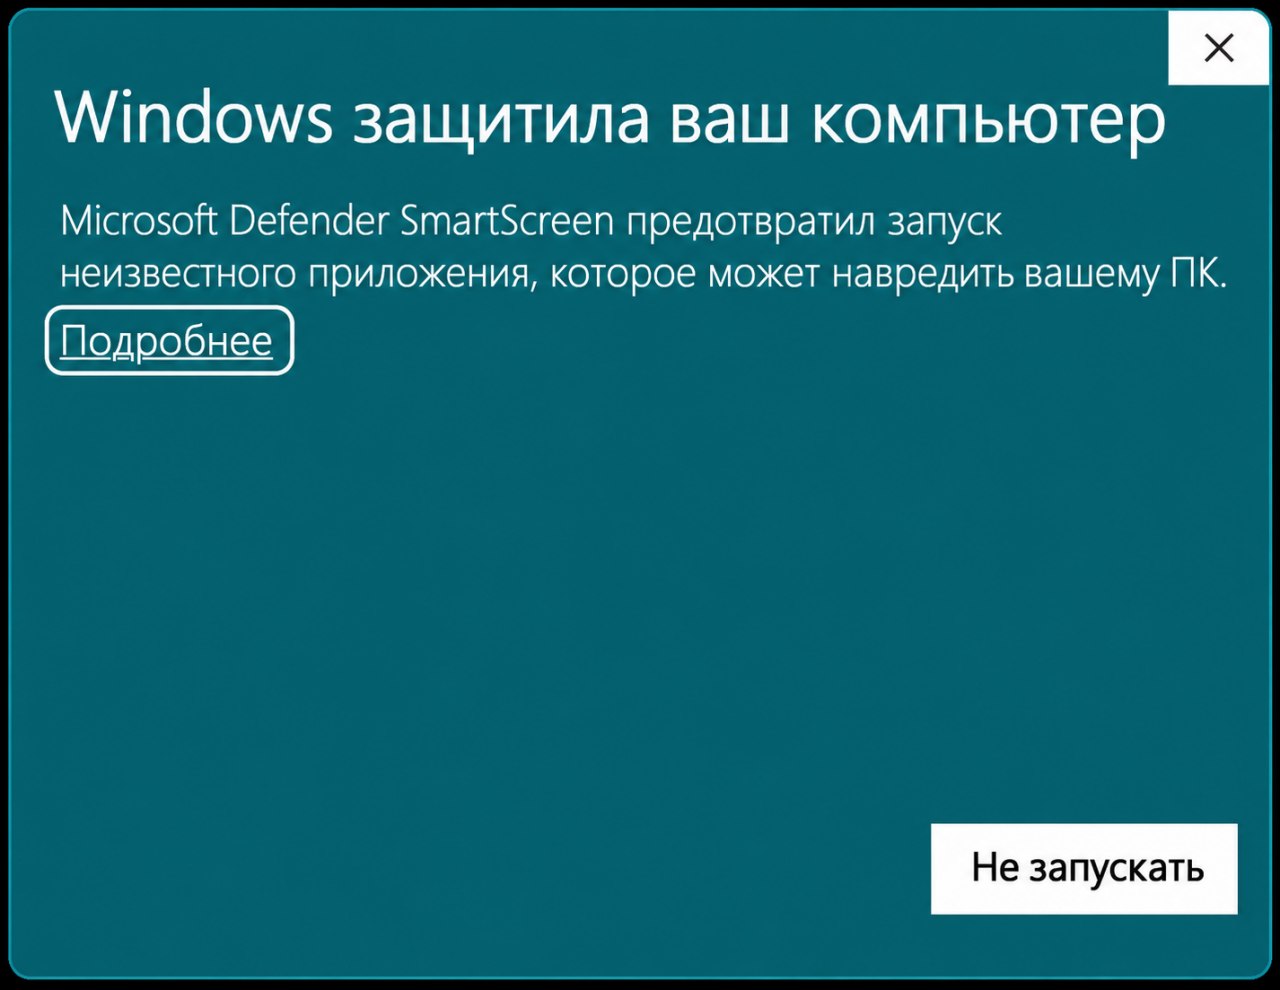 Windows защитила ваш компьютер
Microsoft Defender SmartScreen предотвратил запуск
неизвестного приложения, которое может навредить вашему ПК.
Подробнее
Не запускать